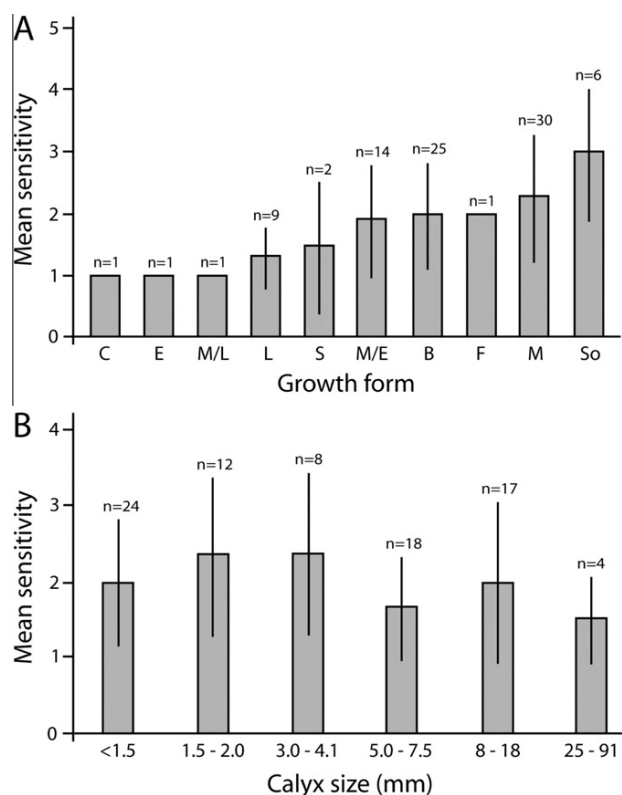 A
5
4
3
2
1
0
Mean sensitivity
n=1
n=1
n=1
n=9
n=2
n=14
n=25
n=1
n=30
n=6
C E M/L L S M/E B F M So
Growth form
B
4
3
2
1
0
Mean sensitivity
n=24
n=12
n=8
n=18
n=17
n=4
<1.5 1.5 - 2.0 3.0 - 4.1 5.0 - 7.5 8 - 18 25 - 91
Calyx size (mm)